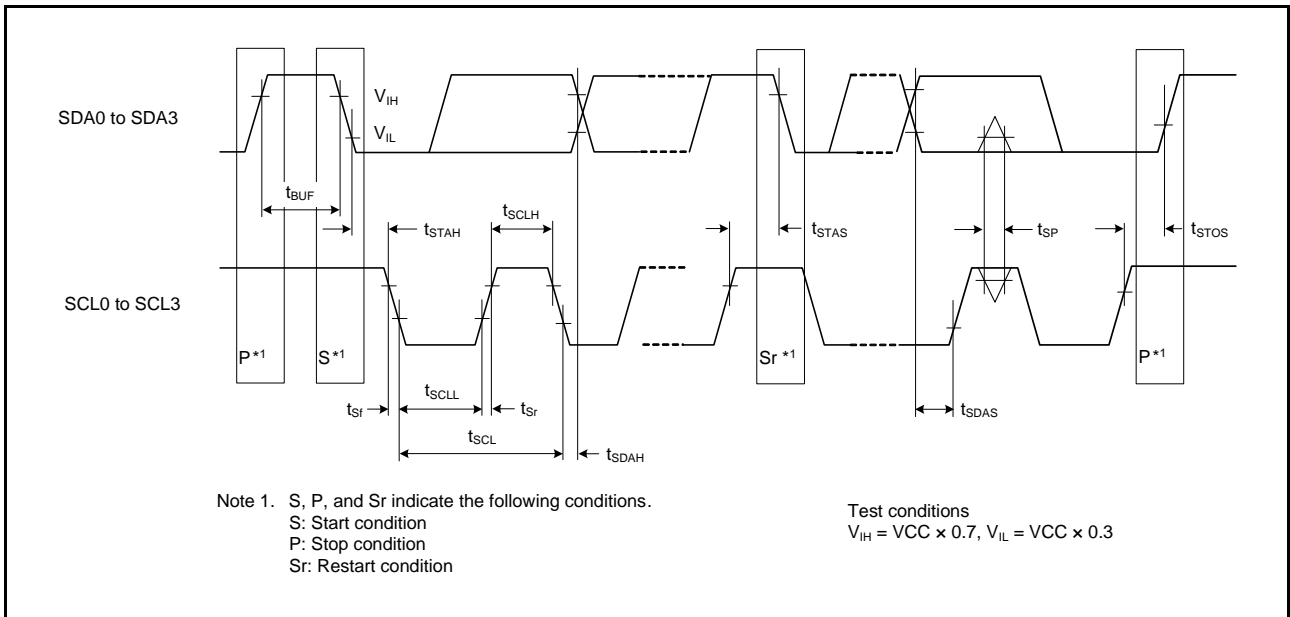 SDA0 to SDA3
VIH
VIL
tBUF
tSTAH
tSCLH
tSTAS
tSP
tSTOS
SCL0 to SCL3
P*1
S*1
Sr*1
P*1
tSf
tSCLL
tSr
tSCL
tSDAH
tSDAS
Note 1. S, P, and Sr indicate the following conditions.
S: Start condition
P: Stop condition
Sr: Restart condition
Test conditions
VIH = VCC × 0.7, VIL = VCC × 0.3